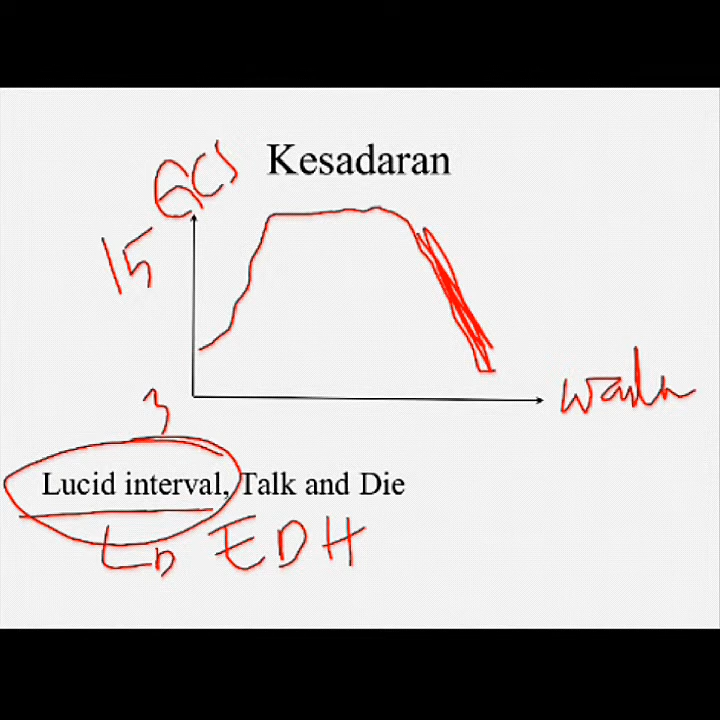 GCS
Kesadaran
15
waktu
3
Lucid interval, Talk and Die
EDH